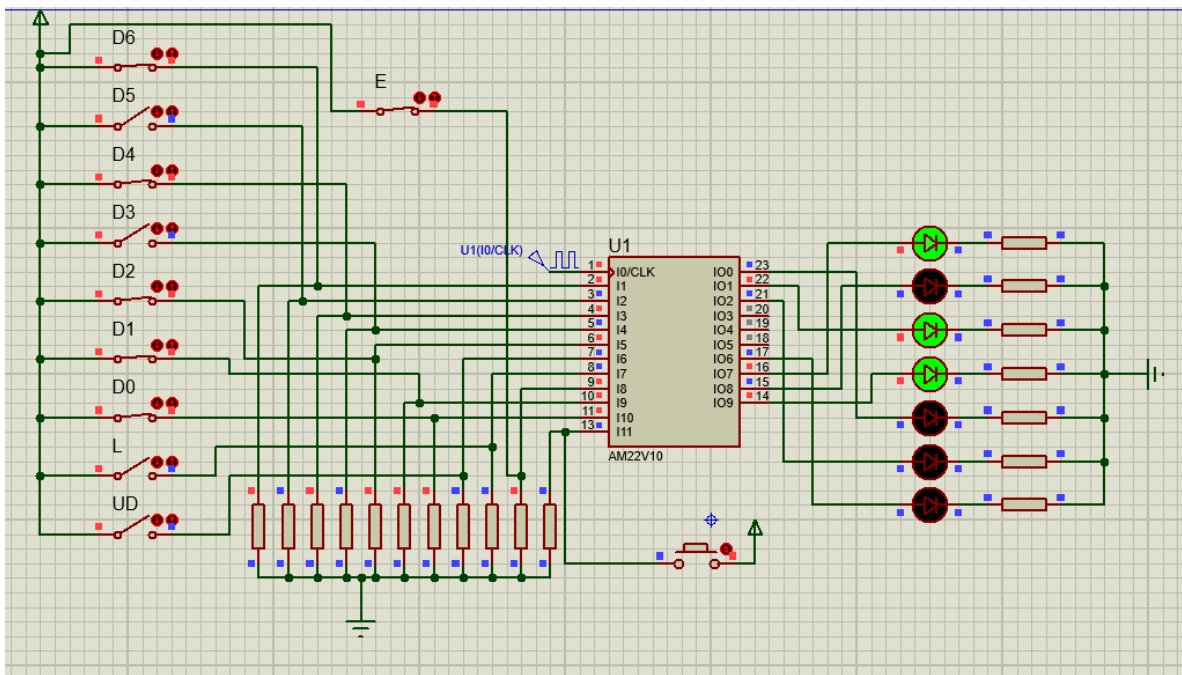 D6
E
D5
D4
D3
D2
D1
D0
L
UD
U1(I0/CLK)
U1
1 I0/CLK IO0 23
2 I1 IO1 22
3 I2 IO2 21
4 I3 IO3 20
5 I4 IO4 19
6 I5 IO5 18
7 I6 IO6 17
8 I7 IO7 16
9 I8 IO8 15
10 I9 IO9 14
11 I10
13 I11
AM22V10